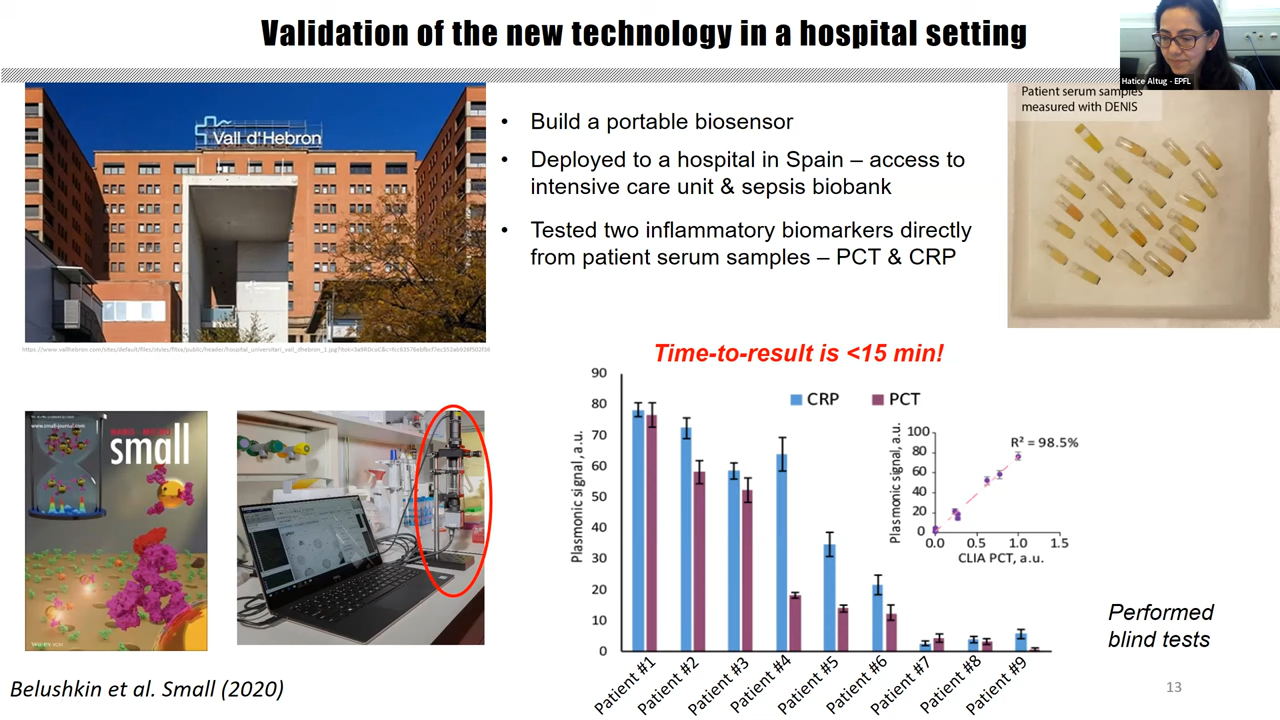 Validation of the new technology in a hospital setting
Hatice Altug - EPFL
Patient serum samples
measured with DENIS
Vall d'Hebron
• Build a portable biosensor
• Deployed to a hospital in Spain – access to
intensive care unit & sepsis biobank
• Tested two inflammatory biomarkers directly
from patient serum samples – PCT & CRP
Time-to-result is <15 min!
www.small-journal.com
small
WILEY-VCH
Plasmonic signal, a.u.
90
80
70
60
50
40
30
20
10
0
CRP
PCT
Patient #1
Patient #2
Patient #3
Patient #4
Patient #5
Patient #6
Patient #7
Patient #8
Patient #9
Plasmonic signal, a.u.
100
80
60
40
20
0
R² = 98.5%
0.0 0.5 1.0 1.5
CLIA PCT, a.u.
Performed
blind tests
Belushkin et al. Small (2020)
13